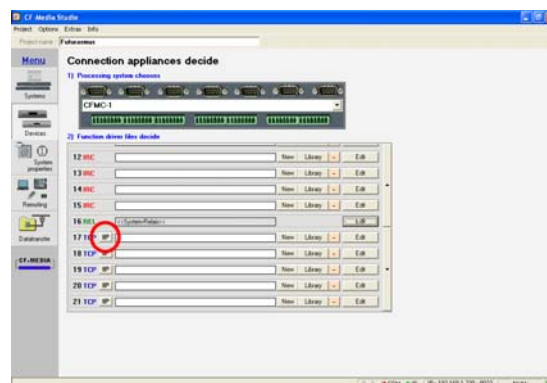 CF-Media Studio
Project Options Extras Info
Project name Futurasmus
Menu
Systems
Devices
System properties
Remoting
Datatransfer
CF-MEDIA
Connection appliances decide
1) Processing system chooses
CFMC-1
2) Function driver files decide
12 IRC New Library - Edit
13 IRC New Library - Edit
14 IRC New Library - Edit
15 IRC New Library - Edit
16 REL <<System-Relais>> Edit
17 TCP IP New Library - Edit
18 TCP IP New Library - Edit
19 TCP IP New Library - Edit
20 TCP IP New Library - Edit
21 TCP IP New Library - Edit